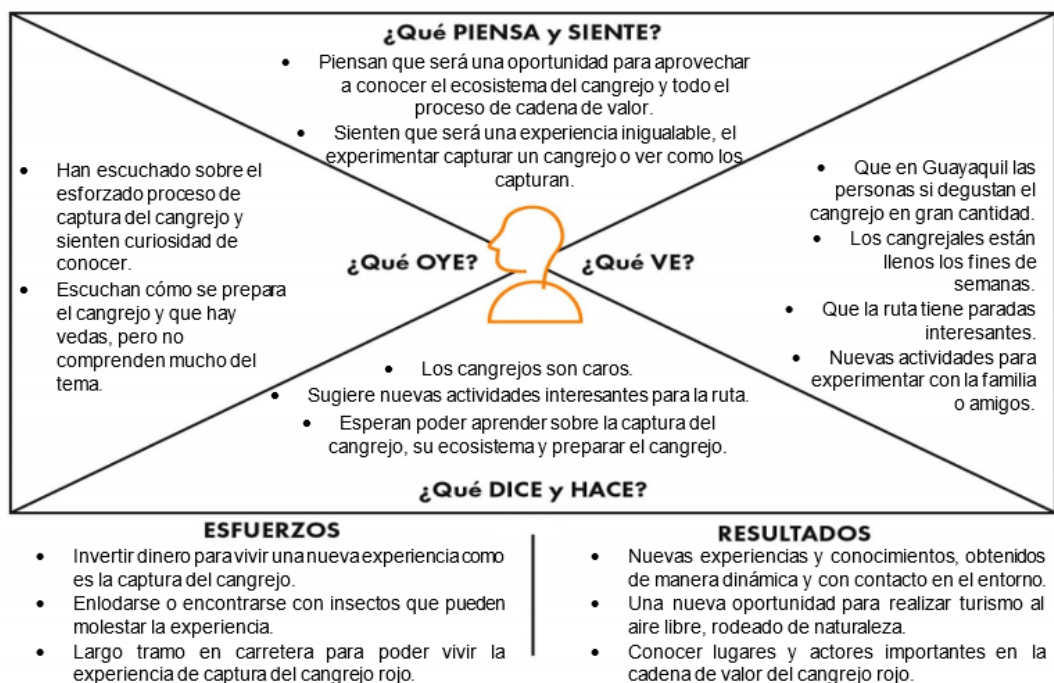 ¿Qué PIENSA y SIENTE?
• Piensan que será una oportunidad para aprovechar
a conocer el ecosistema del cangrejo y todo el
proceso de cadena de valor.
• Sienten que será una experiencia inigualable, el
experimentar capturar un cangrejo o ver como los
capturan.
• Han escuchado sobre el
esforzado proceso de
captura del cangrejo y
sienten curiosidad de
conocer.
• Escuchan cómo se prepara
el cangrejo y que hay
vedas, pero no
comprenden mucho del
tema.
¿Qué OYE?
¿Qué VE?
• Que en Guayaquil las
personas si degustan el
cangrejo en gran cantidad.
• Los cangrejales están
llenos los fines de
semanas.
• Que la ruta tiene paradas
interesantes.
• Nuevas actividades para
experimentar con la familia
o amigos.
• Los cangrejos son caros.
• Sugiere nuevas actividades interesantes para la ruta.
• Esperan poder aprender sobre la captura del
cangrejo, su ecosistema y preparar el cangrejo.
¿Qué DICE y HACE?
ESFUERZOS
• Invertir dinero para vivir una nueva experiencia como
es la captura del cangrejo.
• Enlodarse o encontrarse con insectos que pueden
molestar la experiencia.
• Largo tramo en carretera para poder vivir la
experiencia de captura del cangrejo rojo.
RESULTADOS
• Nuevas experiencias y conocimientos, obtenidos
de manera dinámica y con contacto en el entorno.
• Una nueva oportunidad para realizar turismo al
aire libre, rodeado de naturaleza.
• Conocer lugares y actores importantes en la
cadena de valor del cangrejo rojo.